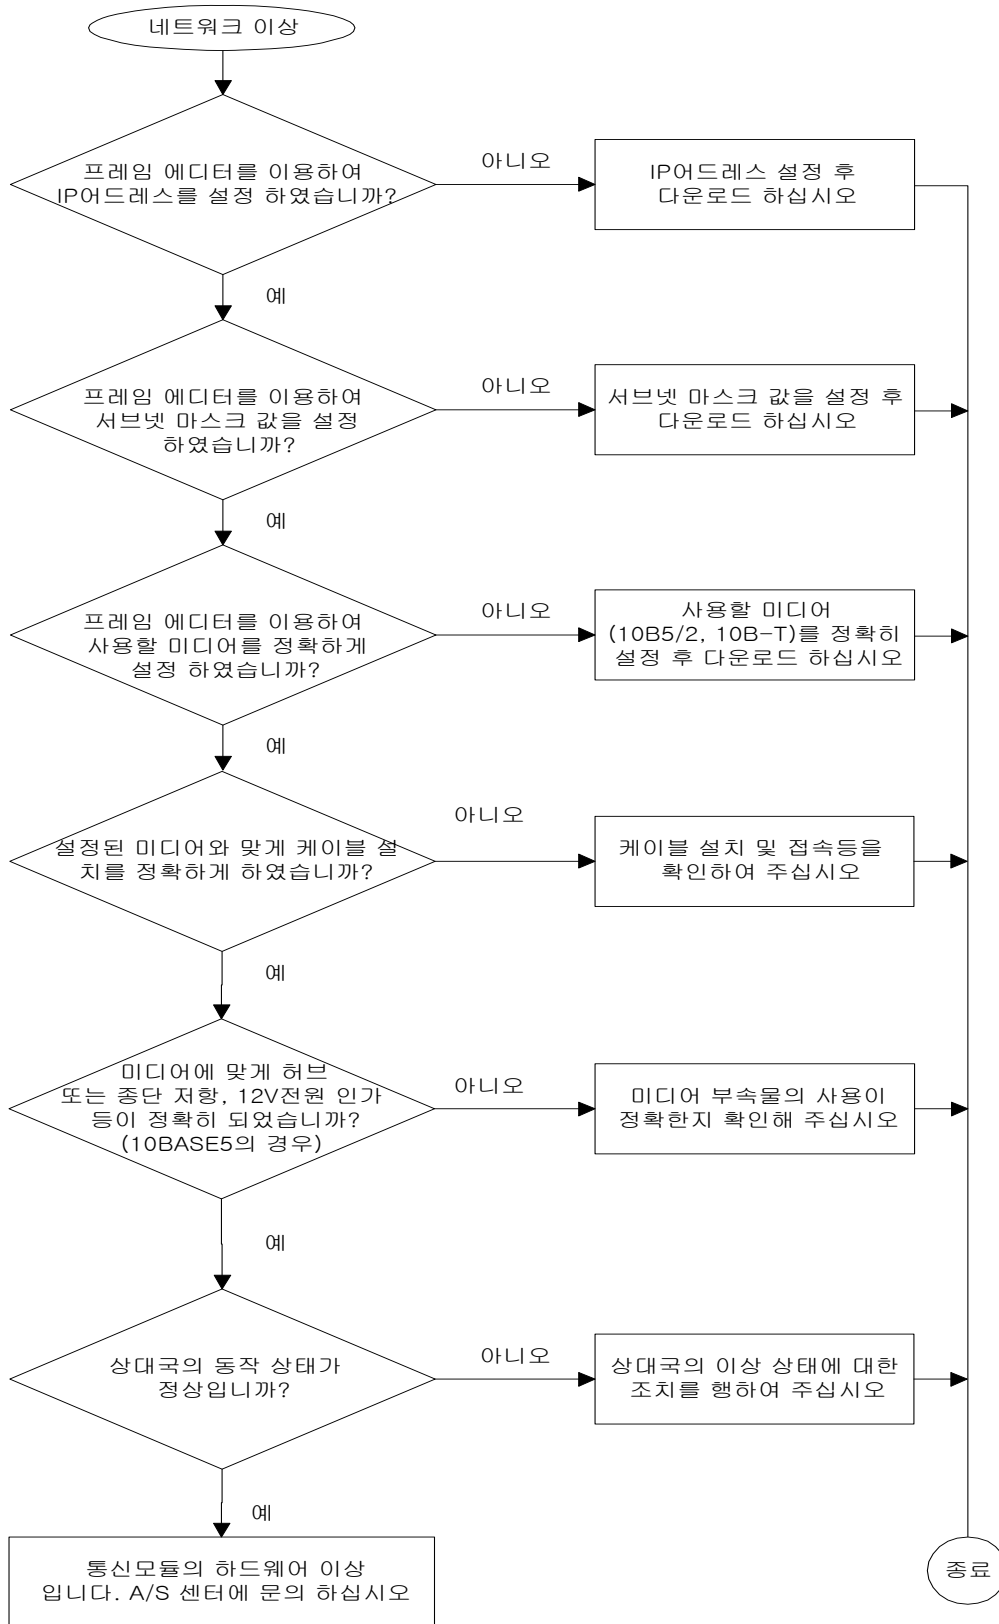 네트워크 이상
프레임 에디터를 이용하여
IP어드레스를 설정 하였습니까?
아니오
IP어드레스 설정 후
다운로드 하십시오
예
프레임 에디터를 이용하여
서브넷 마스크 값을 설정
하였습니까?
아니오
서브넷 마스크 값을 설정 후
다운로드 하십시오
예
프레임 에디터를 이용하여
사용할 미디어를 정확하게
설정 하였습니까?
아니오
사용할 미디어
(10B5/2, 10B-T)를 정확히
설정 후 다운로드 하십시오
예
설정된 미디어와 맞게 케이블 설
치를 정확하게 하였습니까?
아니오
케이블 설치 및 접속등을
확인하여 주십시오
예
미디어에 맞게 허브
또는 종단 저항, 12V전원 인가
등이 정확히 되었습니까?
(10BASE5의 경우)
아니오
미디어 부속물의 사용이
정확한지 확인해 주십시오
예
상대국의 동작 상태가
정상입니까?
아니오
상대국의 이상 상태에 대한
조치를 행하여 주십시오
예
통신모듈의 하드웨어 이상
입니다. A/S 센터에 문의 하십시오
종료